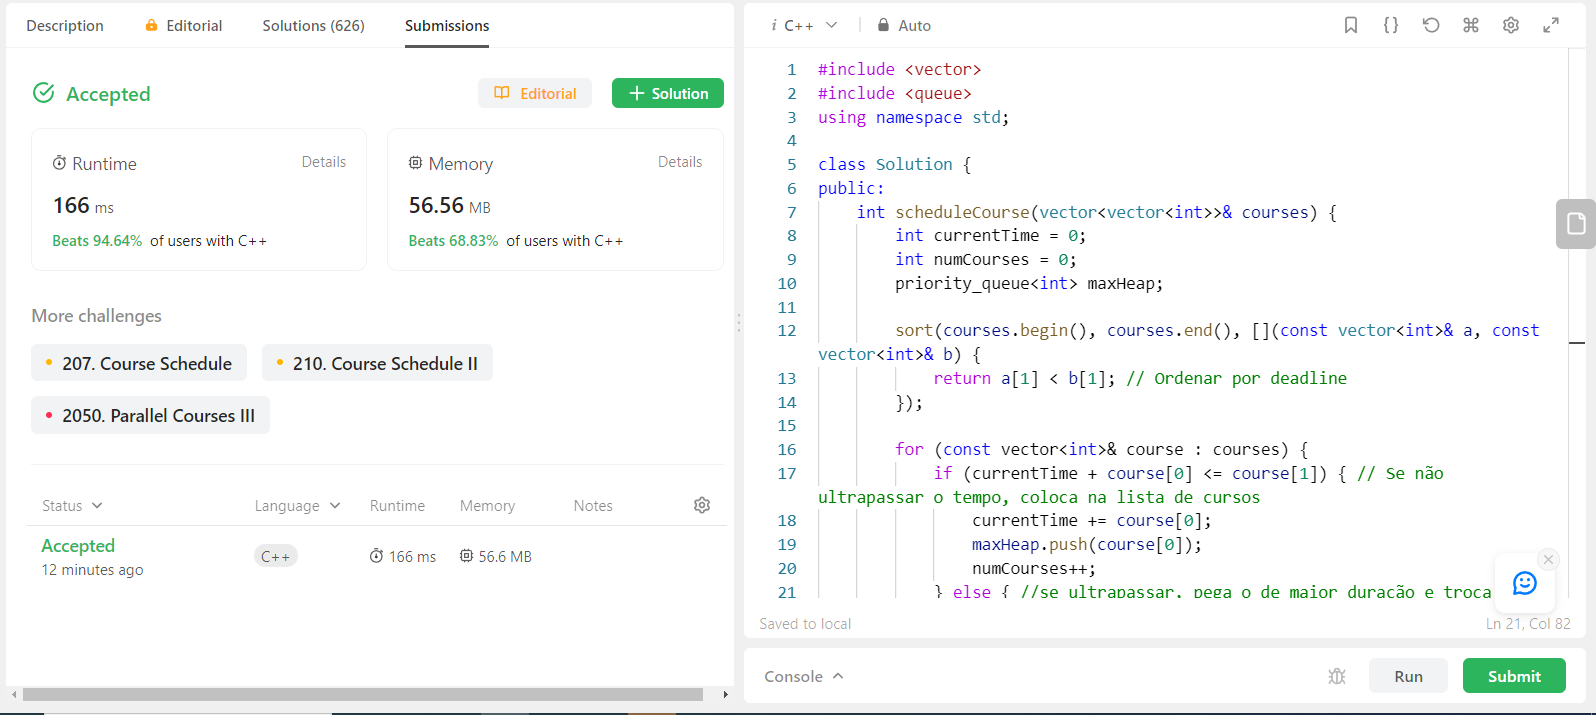 Description Editorial Solutions (626) Submissions
Accepted
Editorial
+ Solution
Runtime Details
166 ms
Beats 94.64% of users with C++
Memory Details
56.56 MB
Beats 68.83% of users with C++
More challenges
207. Course Schedule
210. Course Schedule II
2050. Parallel Courses III
Status Language Runtime Memory Notes
Accepted
12 minutes ago
C++
166 ms
56.6 MB
i C++ Auto
1 #include <vector>
2 #include <queue>
3 using namespace std;
4
5 class Solution {
6 public:
7 int scheduleCourse(vector<vector<int>>& courses) {
8 int currentTime = 0;
9 int numCourses = 0;
10 priority_queue<int> maxHeap;
11
12 sort(courses.begin(), courses.end(), [](const vector<int>& a, const
vector<int>& b) {
13 return a[1] < b[1]; // Ordenar por deadline
14 });
15
16 for (const vector<int>& course : courses) {
17 if (currentTime + course[0] <= course[1]) { // Se não
ultrapassar o tempo, coloca na lista de cursos
18 currentTime += course[0];
19 maxHeap.push(course[0]);
20 numCourses++;
21 } else { //se ultrapassar, pega o de maior duração e troca
Saved to local
Ln 21, Col 82
Console
Run
Submit